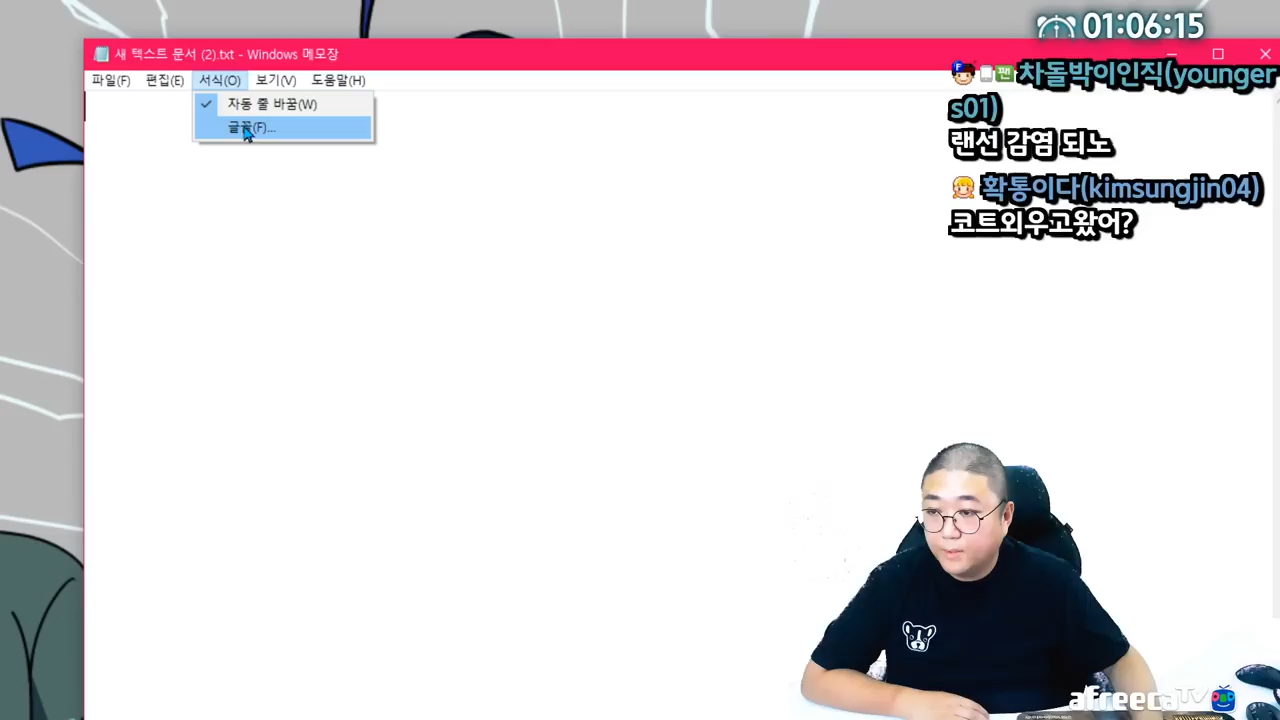 01:06:15
새 텍스트 문서 (2).txt - Windows 메모장
파일(F) 편집(E) 서식(O) 보기(V) 도움말(H)
자동 줄 바꿈(W)
글꼴(F)...
차돌박이인직(younger
s01)
랜선 감염 되노
확통이다(kimsungjin04)
코트외우고왔어?
afreecaTV